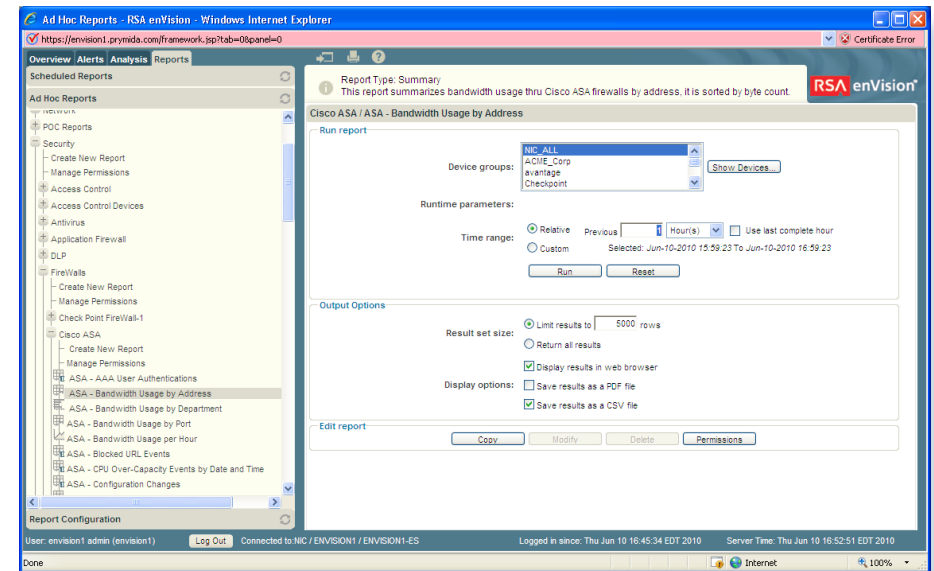 Ad Hoc Reports - RSA enVision - Windows Internet Explorer
https://envision1.prymida.com/framework.jsp?tab=0&panel=0
Certificate Error
Overview Alerts Analysis Reports
Scheduled Reports
Ad Hoc Reports
Network
POC Reports
Security
Create New Report
Manage Permissions
Access Control
Access Control Devices
Antivirus
Application Firewall
DLP
FireWalls
Create New Report
Manage Permissions
Check Point FireWall-1
Cisco ASA
Create New Report
Manage Permissions
ASA - AAA User Authentications
ASA - Bandwidth Usage by Address
ASA - Bandwidth Usage by Department
ASA - Bandwidth Usage by Port
ASA - Bandwidth Usage per Hour
ASA - Blocked URL Events
ASA - CPU Over-Capacity Events by Date and Time
ASA - Configuration Changes
Report Configuration
Report Type: Summary
This report summarizes bandwidth usage thru Cisco ASA firewalls by address, it is sorted by byte count.
RSA enVision
Cisco ASA / ASA - Bandwidth Usage by Address
Run report
Device groups:
NIC_ALL
ACME_Corp
avantage
Checkpoint
Show Devices...
Runtime parameters:
Time range:
Relative Previous 1 Hour(s) Use last complete hour
Custom Selected: Jun-10-2010 15:59:23 To Jun-10-2010 16:59:23
Run Reset
Output Options
Result set size:
Limit results to 5000 rows
Return all results
Display options:
Display results in web browser
Save results as a PDF file
Save results as a CSV file
Edit report
Copy Modify Delete Permissions
User: envision1 admin (envision1) Log Out Connected to:NIC / ENVISION1 / ENVISION1-ES Logged in since: Thu Jun 10 16:45:34 EDT 2010 Server Time: Thu Jun 10 16:52:51 EDT 2010
Done Internet 100%